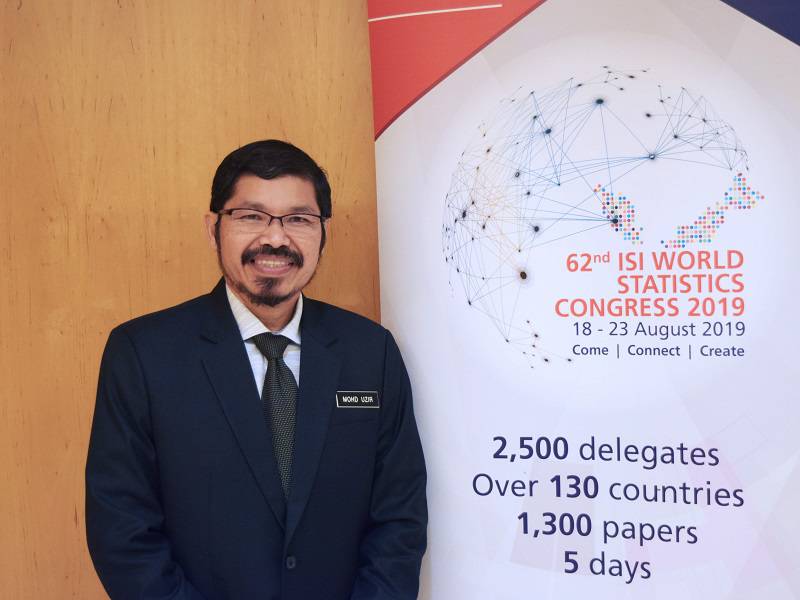 MOHD UZIR
62nd ISI WORLD
STATISTICS
CONGRESS 2019
18 - 23 August 2019
Come | Connect | Create
2,500 delegates
Over 130 countries
1,300 papers
5 days